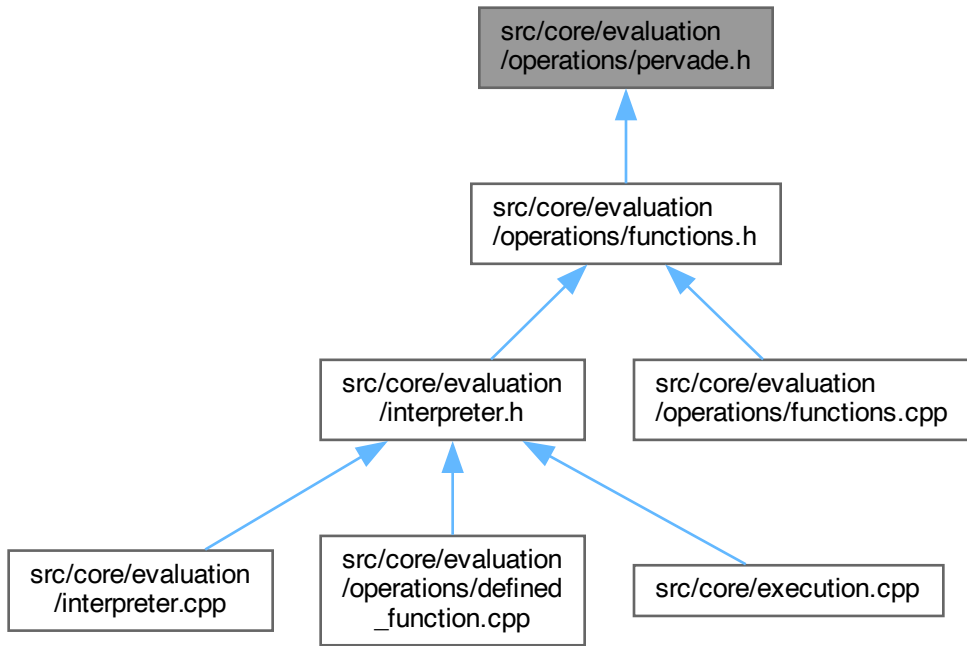 src/core/evaluation
/operations/pervade.h
src/core/evaluation
/operations/functions.h
src/core/evaluation
/interpreter.h
src/core/evaluation
/operations/functions.cpp
src/core/evaluation
/interpreter.cpp
src/core/evaluation
/operations/defined
_function.cpp
src/core/execution.cpp